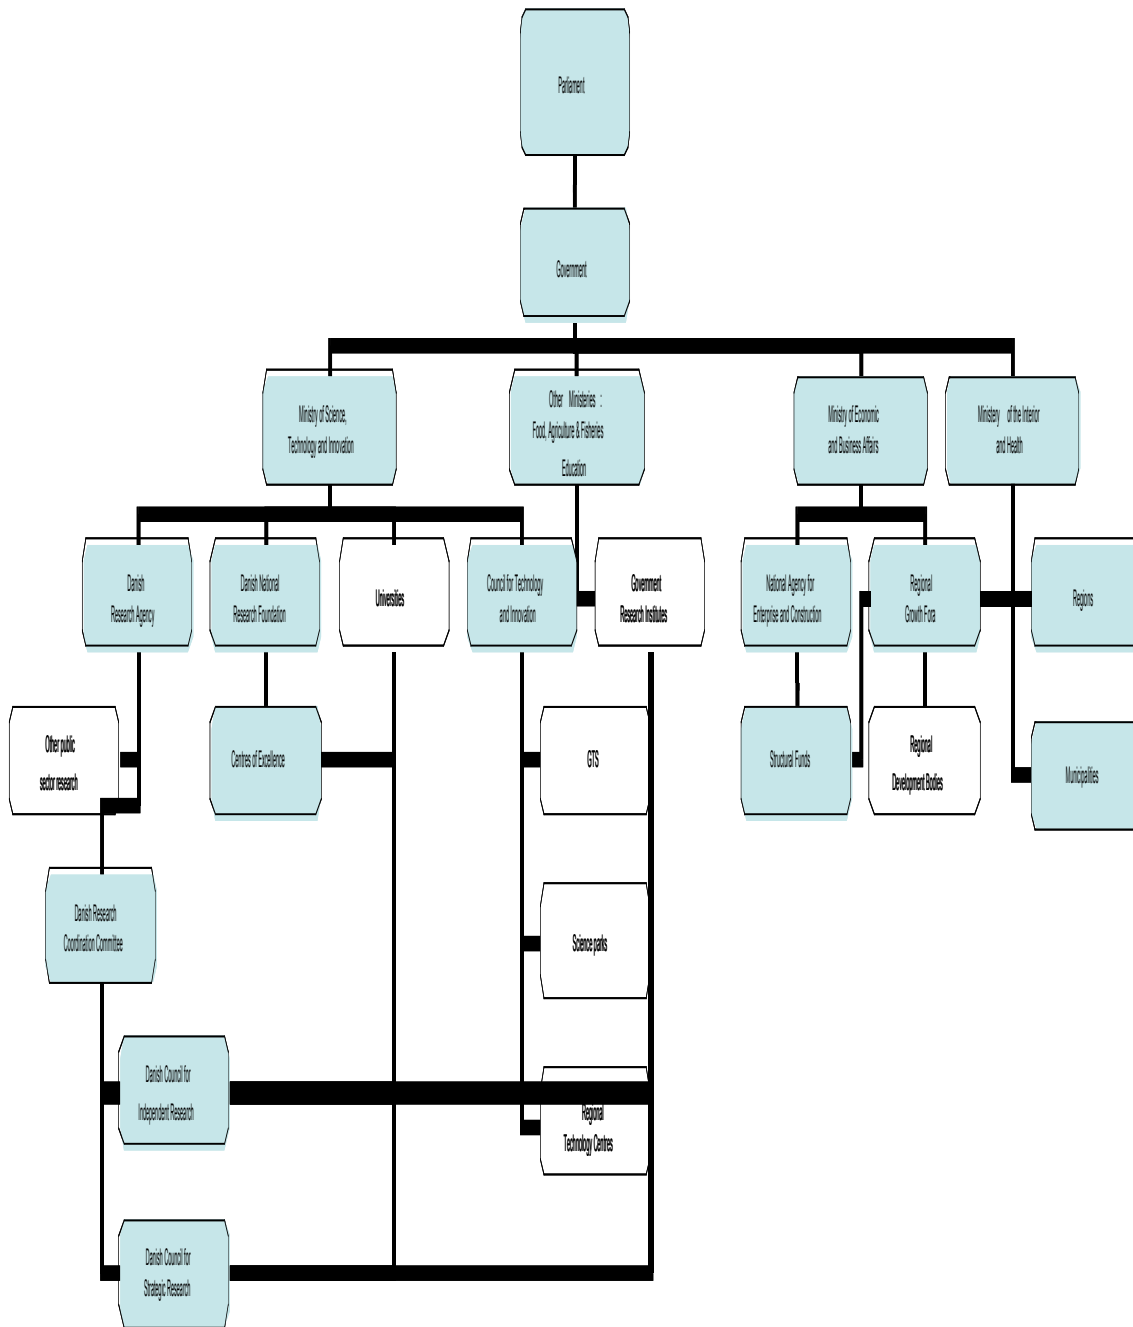 Parliament
Government
Ministry of Science,
Technology and Innovation
Other Ministeries :
Food, Agriculture & Fisheries
Education
Ministry of Economic
and Business Affairs
Ministery of the Interior
and Health
Danish
Research Agency
Danish National
Research Foundation
Universities
Council for Technology
and Innovation
Government
Research Institutes
National Agency for
Enterprise and Construction
Regional
Growth Fora
Regions
Other public
sector research
Centres of Excellence
GTS
Structural Funds
Regional
Development Bodies
Municipalities
Danish Research
Coordination Committee
Science parks
Danish Council for
Independent Research
Regional
Technology Centres
Danish Council for
Strategic Research